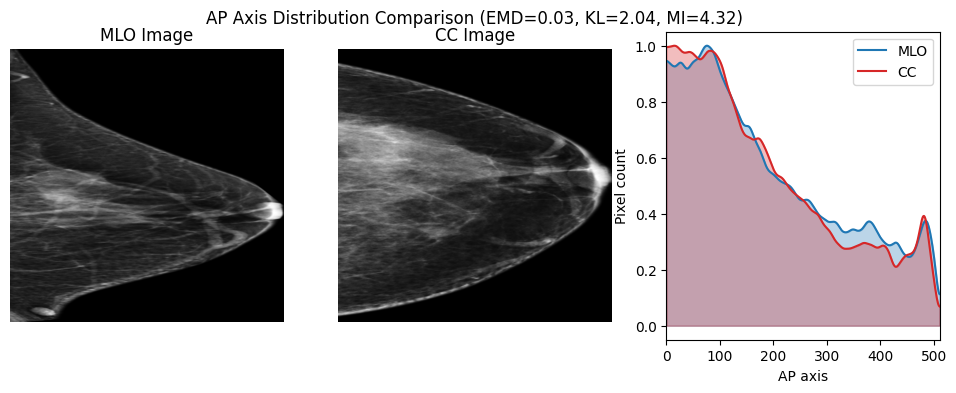 AP Axis Distribution Comparison (EMD=0.03, KL=2.04, MI=4.32)
MLO Image
CC Image
MLO
CC
Pixel count
1.0
0.8
0.6
0.4
0.2
0.0
0 100 200 300 400 500
AP axis